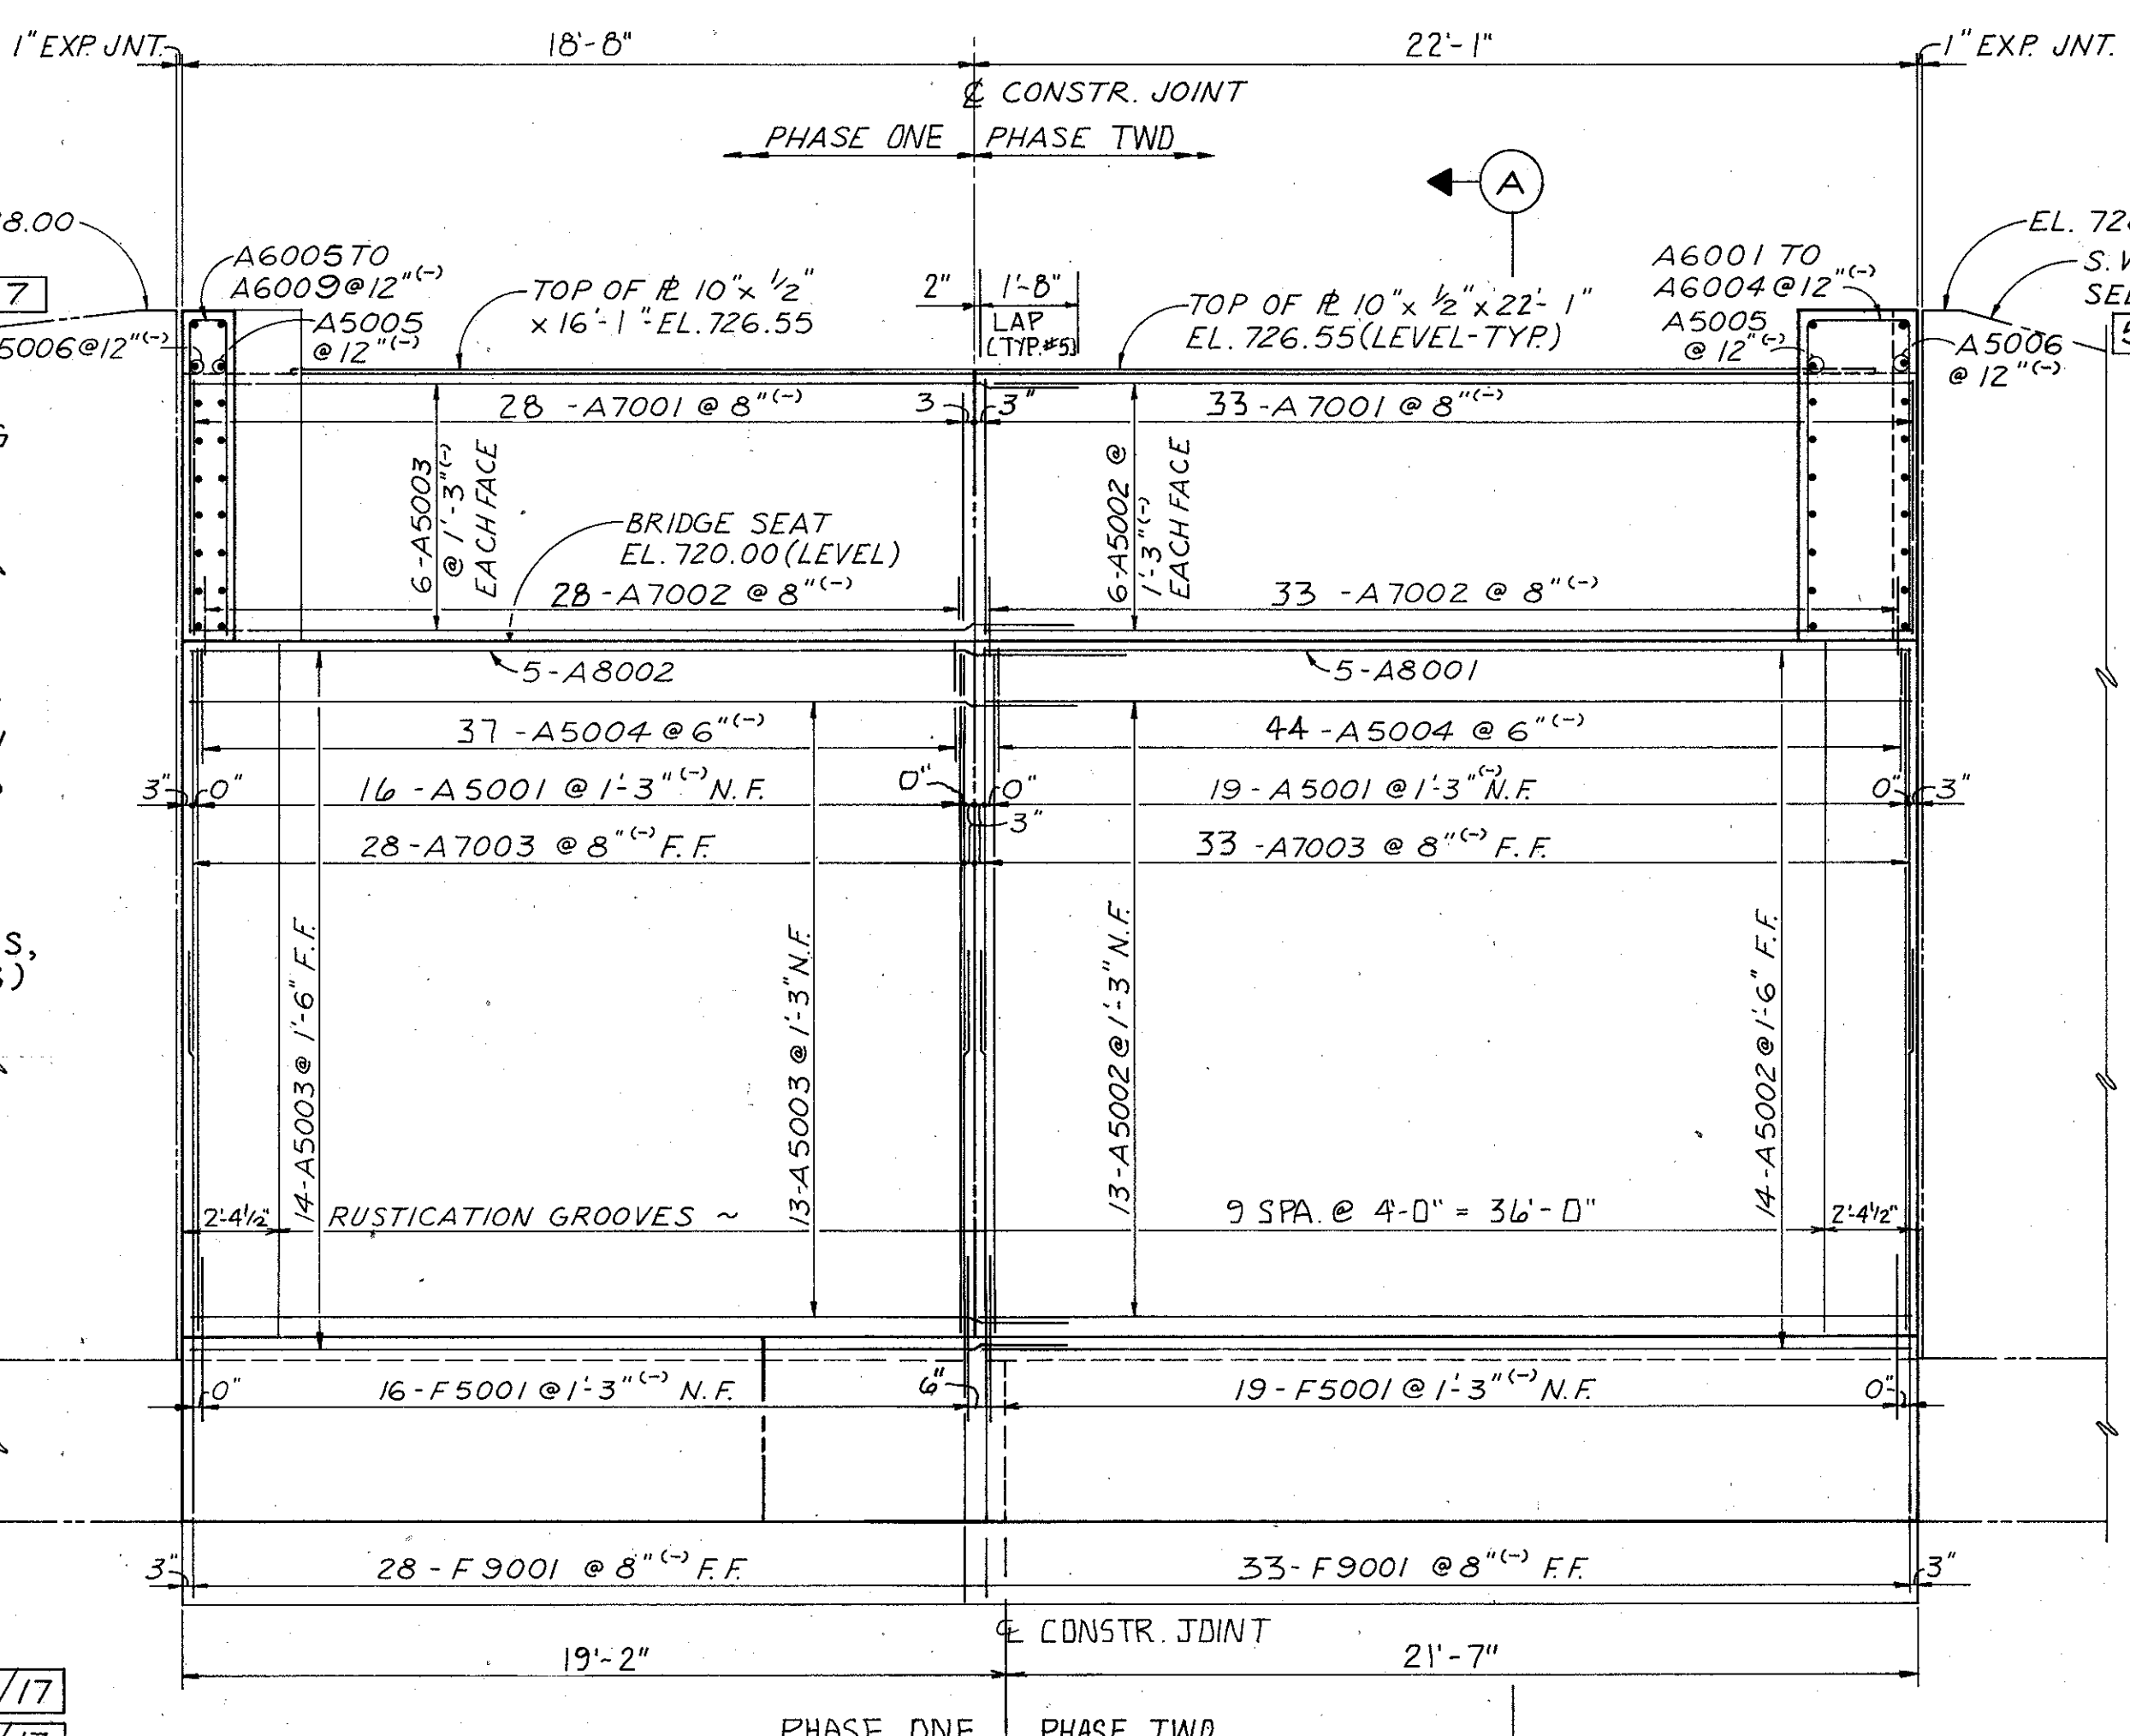 1" EXP. JNT.
18'-8"
22'-1"
1" EXP. JNT.
℄ CONSTR. JOINT
PHASE ONE
PHASE TWO
A
8.00
EL. 72
A6005 TO
A6009 @ 12"(-)
A5005
@ 12"(-)
5006 @ 12"(-)
7
TOP OF ℄ 10" x 1/2"
x 16'-1" EL. 726.55
2"
1'-8"
LAP
(TYP. #5)
TOP OF ℄ 10" x 1/2" x 22'-1"
EL. 726.55 (LEVEL-TYP.)
A6001 TO
A6004 @ 12"(-)
A5005
@ 12"(-)
A5006
@ 12"(-)
28 - A7001 @ 8"(-)
3
3"
33 - A7001 @ 8"(-)
6-A5003
@ 1'-3"(-)
EACH FACE
6-A5002 @
1'-3"(-)
EACH FACE
BRIDGE SEAT
EL. 720.00 (LEVEL)
28 - A7002 @ 8"(-)
33 - A7002 @ 8"(-)
5-A8002
5-A8001
37 - A5004 @ 6"(-)
44 - A5004 @ 6"(-)
3"
0"
16 - A5001 @ 1'-3"(-) N.F.
0"
0"
3"
19 - A5001 @ 1'-3"(-) N.F.
0"
3"
28 - A7003 @ 8"(-) F.F.
33 - A7003 @ 8"(-) F.F.
14-A5003 @ 1'-6" F.F.
13-A5003 @ 1'-3" N.F.
13-A5002 @ 1'-3" N.F.
14-A5002 @ 1'-6" F.F.
S,
2'-4 1/2"
RUSTICATION GROOVES ~
9 SPA. @ 4'-0" = 36'-0"
2'-4 1/2"
0"
16 - F5001 @ 1'-3"(-) N.F.
6"
19 - F5001 @ 1'-3"(-) N.F.
0"
3"
28 - F9001 @ 8"(-) F.F.
33 - F9001 @ 8"(-) F.F.
3"
℄ CONSTR. JOINT
19'-2"
21'-7"
/17
PHASE ONE
PHASE TWO